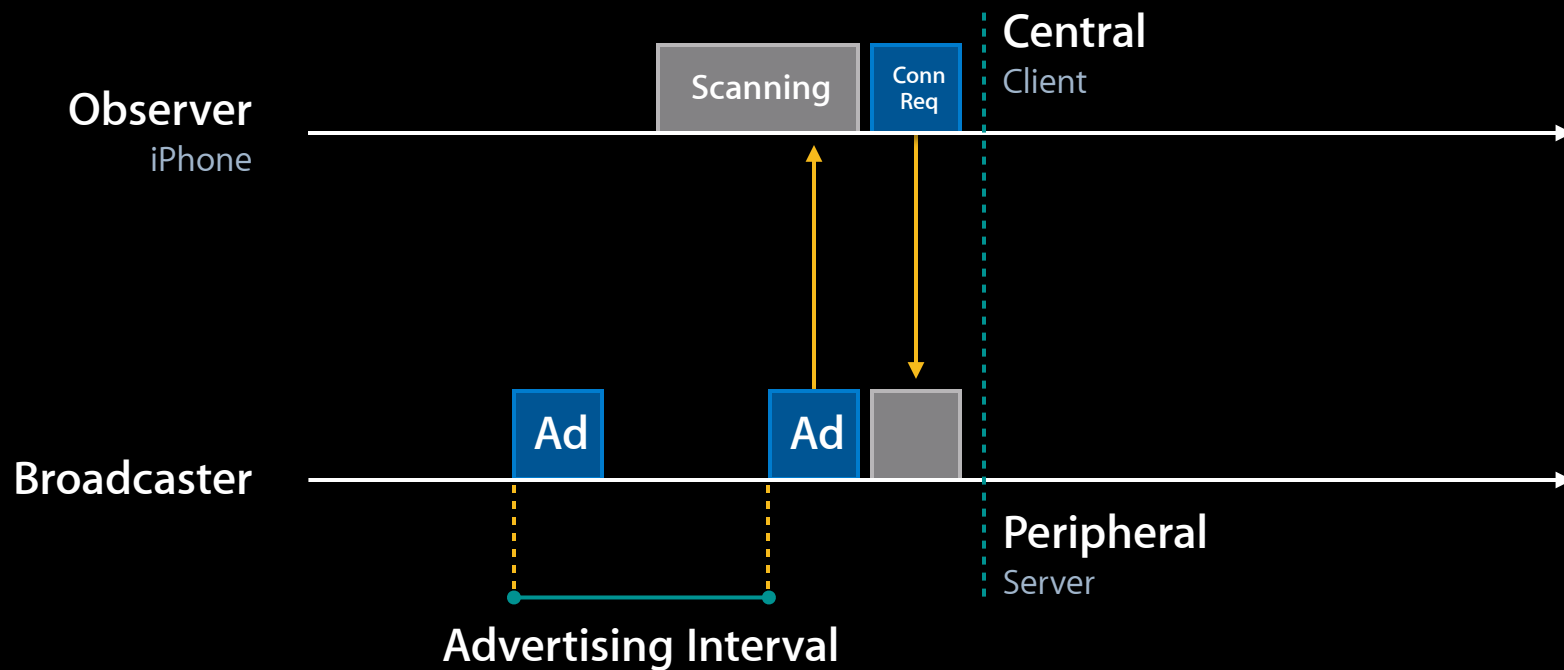 Central
Client
Scanning
Conn
Req
Observer
iPhone
Ad
Ad
Broadcaster
Peripheral
Server
Advertising Interval